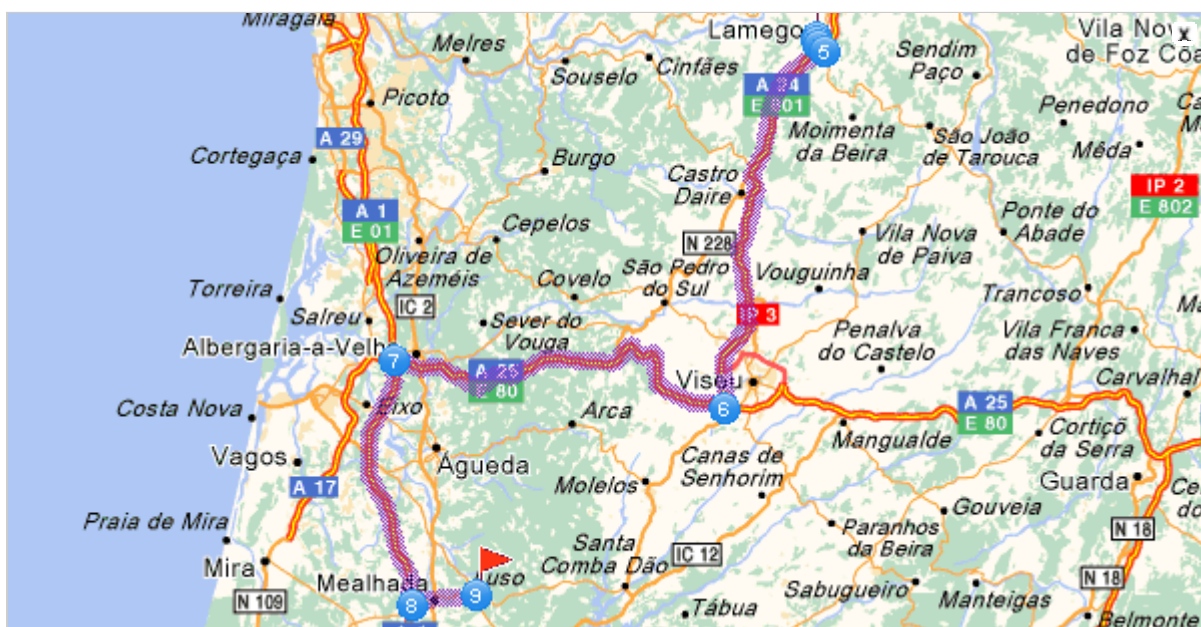 Miragaia
Lamego
5
Vila Nov
de Foz Côa
x
Melres
Souselo
Cinfães
Sendim
Paço
Picoto
A 24
E 801
Penedono
Moimenta
da Beira
São João
de Tarouca
Mêda
A 29
Cortegaça
Burgo
Castro
Daire
IP 2
E 802
A 1
E 01
Cepelos
N 228
Ponte do
Abade
Vila Nova
de Paiva
Oliveira de
Azeméis
Covelo
São Pedro
do Sul
Vouguinha
Torreira
IC 2
Trancoso
Salreu
Sever do
Vouga
IP 3
Penalva
do Castelo
Vila Franca
das Naves
Albergaria-a-Velh
7
A 25
E 80
Viseu
Carvalhal
Costa Nova
Eixo
Arca
6
A 25
E 80
Mangualde
Cortiçô
da Serra
Vagos
Águeda
Canas de
Senhorim
Guarda
A 17
Molelos
Gouveia
Praia de Mira
Paranhos
da Beira
N 18
Mira
Santa
Comba Dão
IC 12
Mealhada
Luso
8
9
N 109
Tábua
Sabugueiro
Manteigas
N 18
Belmonte